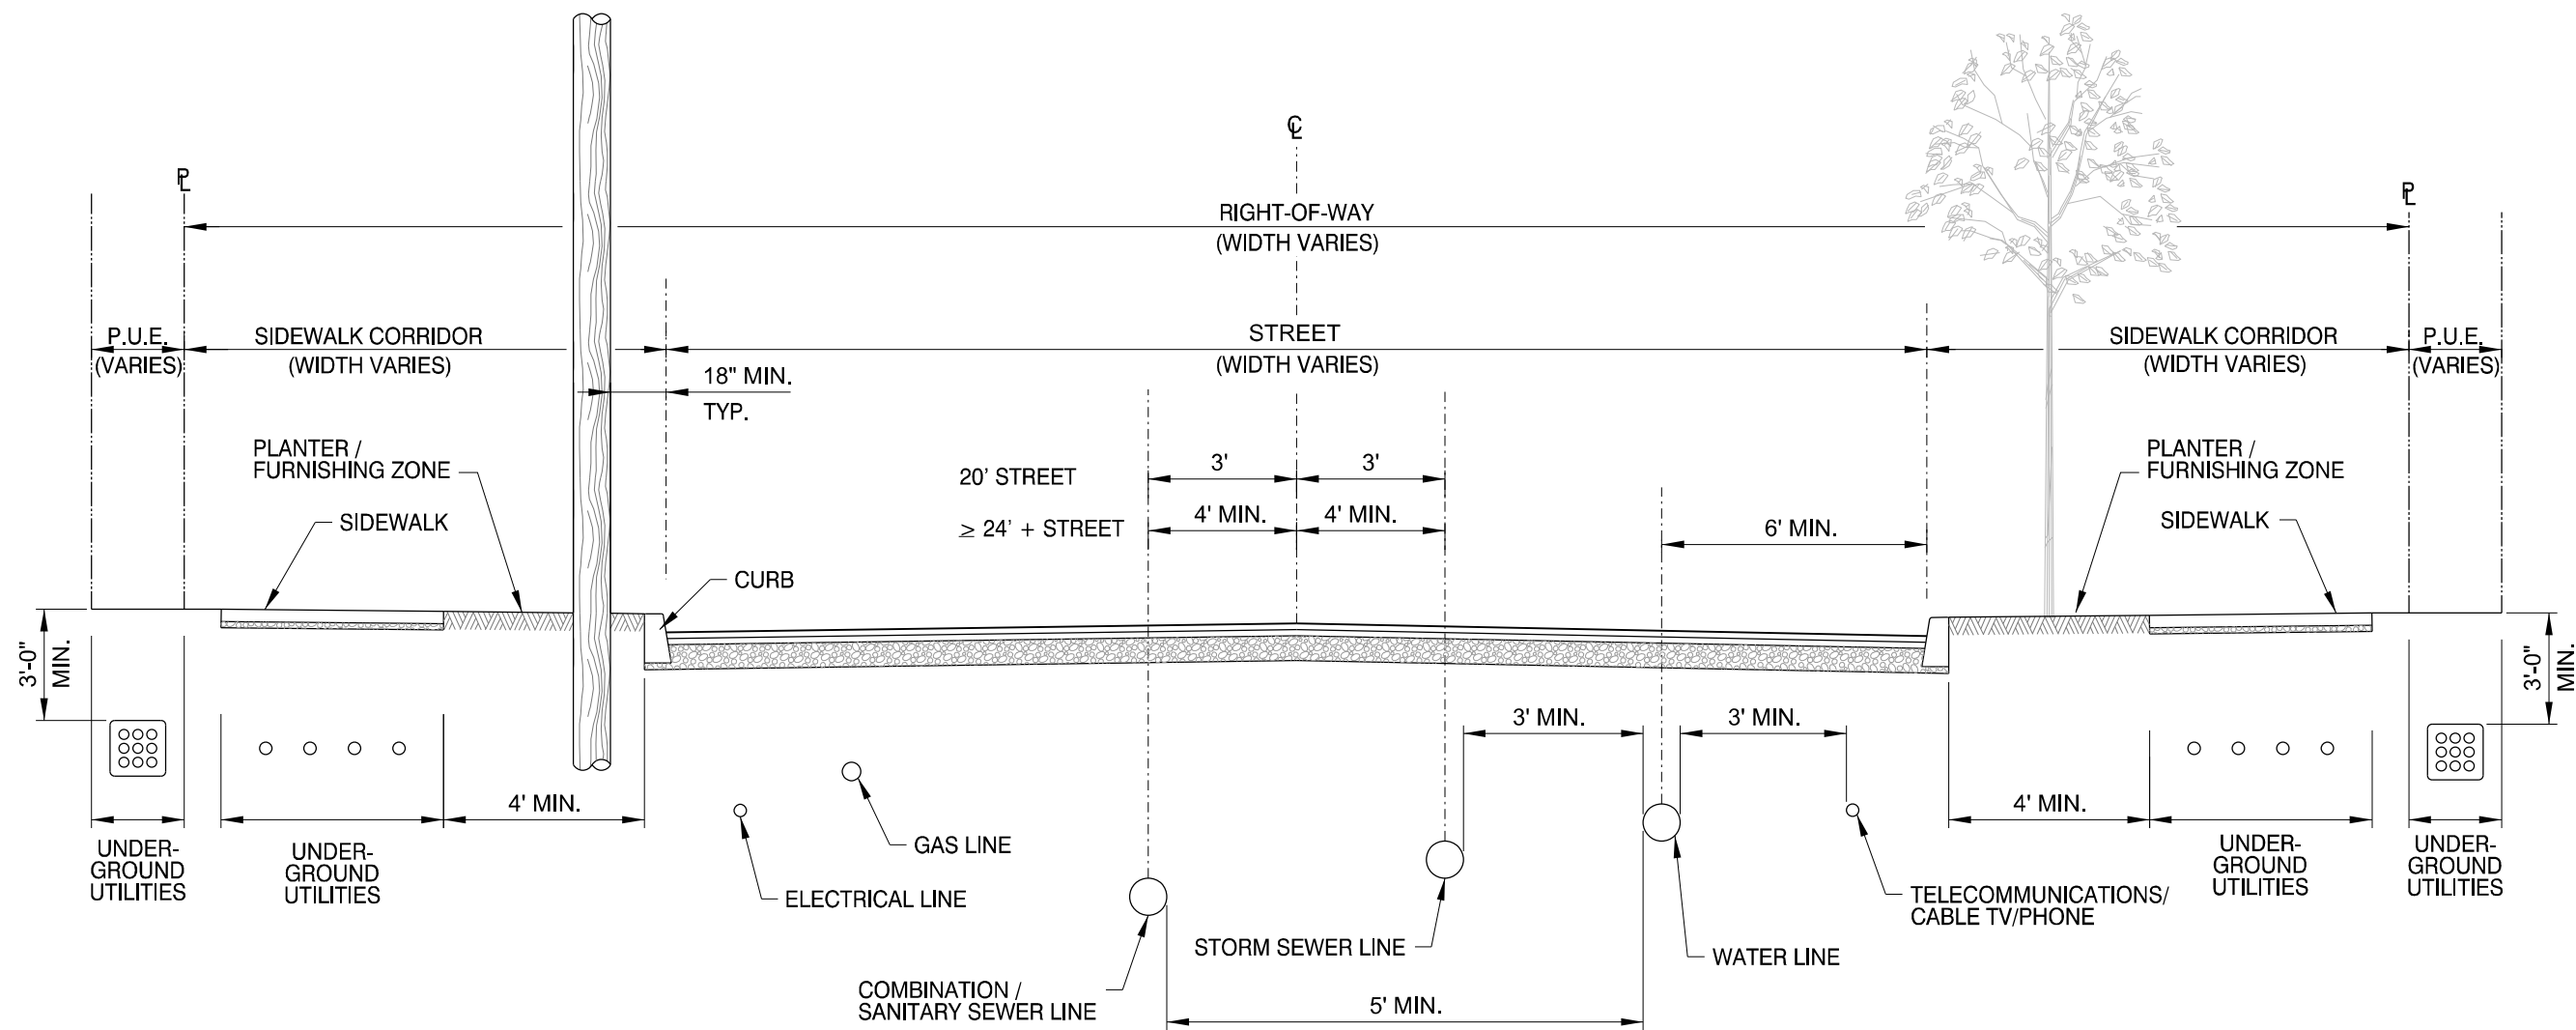 ℄
℄
℄
RIGHT-OF-WAY
(WIDTH VARIES)
P.U.E.
(VARIES)
SIDEWALK CORRIDOR
(WIDTH VARIES)
STREET
(WIDTH VARIES)
SIDEWALK CORRIDOR
(WIDTH VARIES)
P.U.E.
(VARIES)
18" MIN.
TYP.
PLANTER /
FURNISHING ZONE
SIDEWALK
20' STREET
3'
3'
≥ 24' + STREET
4' MIN.
4' MIN.
6' MIN.
PLANTER /
FURNISHING ZONE
SIDEWALK
CURB
3'-0"
MIN.
3'-0"
MIN.
3' MIN.
3' MIN.
4' MIN.
4' MIN.
UNDER-
GROUND
UTILITIES
UNDER-
GROUND
UTILITIES
GAS LINE
ELECTRICAL LINE
COMBINATION /
SANITARY SEWER LINE
STORM SEWER LINE
5' MIN.
WATER LINE
TELECOMMUNICATIONS/
CABLE TV/PHONE
UNDER-
GROUND
UTILITIES
UNDER-
GROUND
UTILITIES